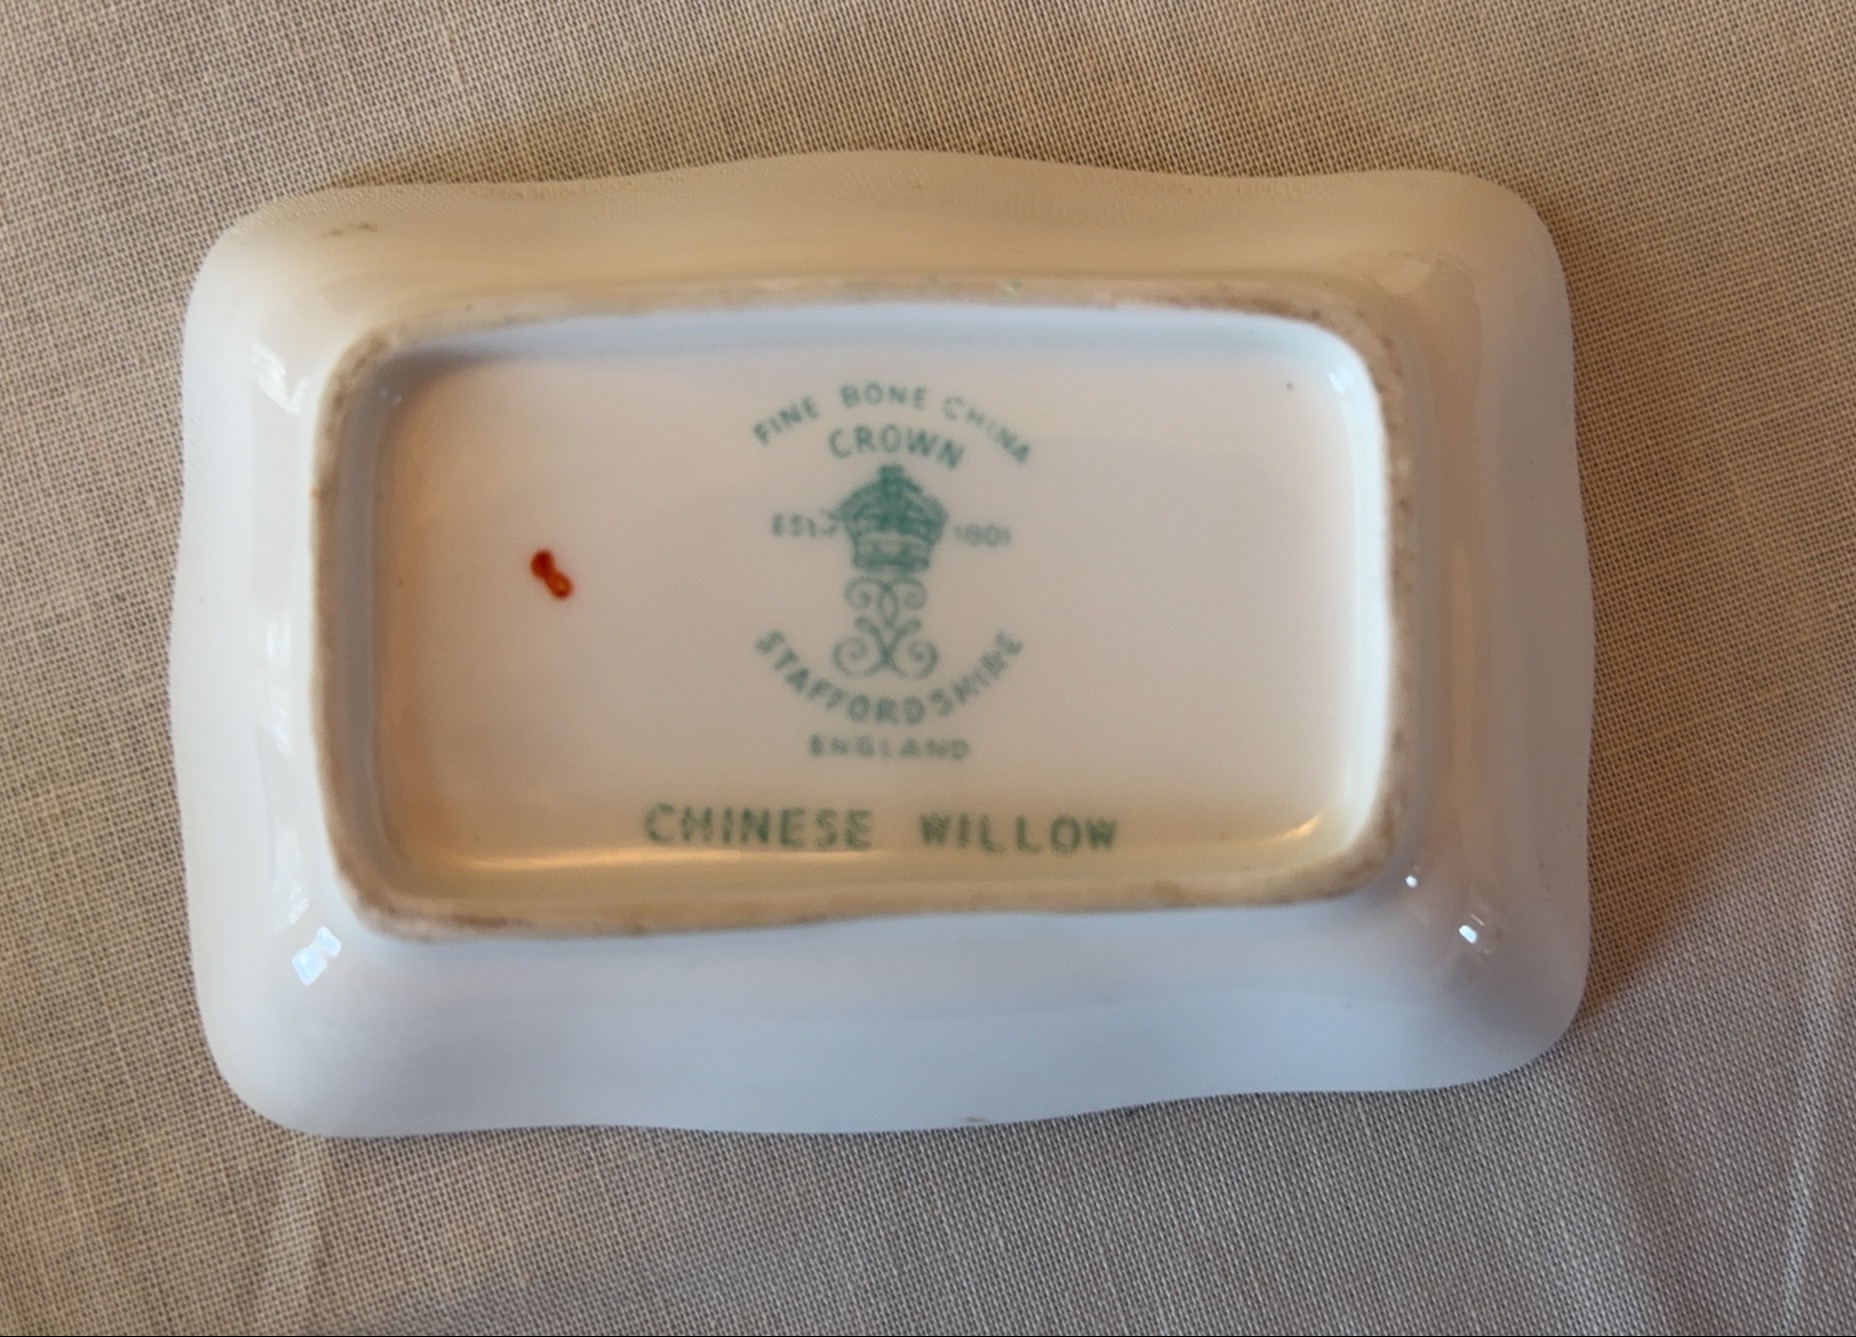 FINE BONE CHINA
CROWN
ESTD 1801
STAFFORDSHIRE
ENGLAND
CHINESE WILLOW